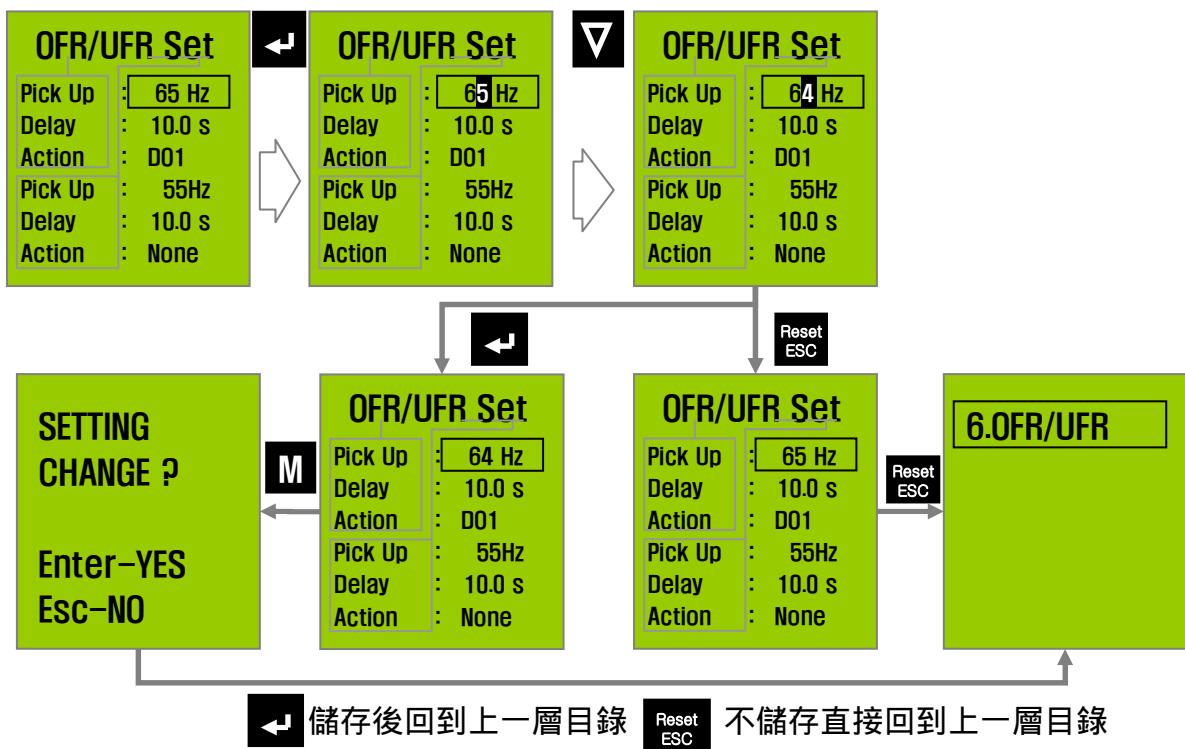 OFR/UFR Set
Pick Up : 65 Hz
Delay : 10.0 s
Action : DO1
Pick Up : 55Hz
Delay : 10.0 s
Action : None
OFR/UFR Set
Pick Up : 65 Hz
Delay : 10.0 s
Action : DO1
Pick Up : 55Hz
Delay : 10.0 s
Action : None
OFR/UFR Set
Pick Up : 64 Hz
Delay : 10.0 s
Action : DO1
Pick Up : 55Hz
Delay : 10.0 s
Action : None
Reset
ESC
SETTING
CHANGE ?
Enter-YES
Esc-NO
M
OFR/UFR Set
Pick Up : 64 Hz
Delay : 10.0 s
Action : DO1
Pick Up : 55Hz
Delay : 10.0 s
Action : None
OFR/UFR Set
Pick Up : 65 Hz
Delay : 10.0 s
Action : DO1
Pick Up : 55Hz
Delay : 10.0 s
Action : None
Reset
ESC
6.OFR/UFR
儲存後回到上一層目錄
Reset
ESC
不儲存直接回到上一層目錄